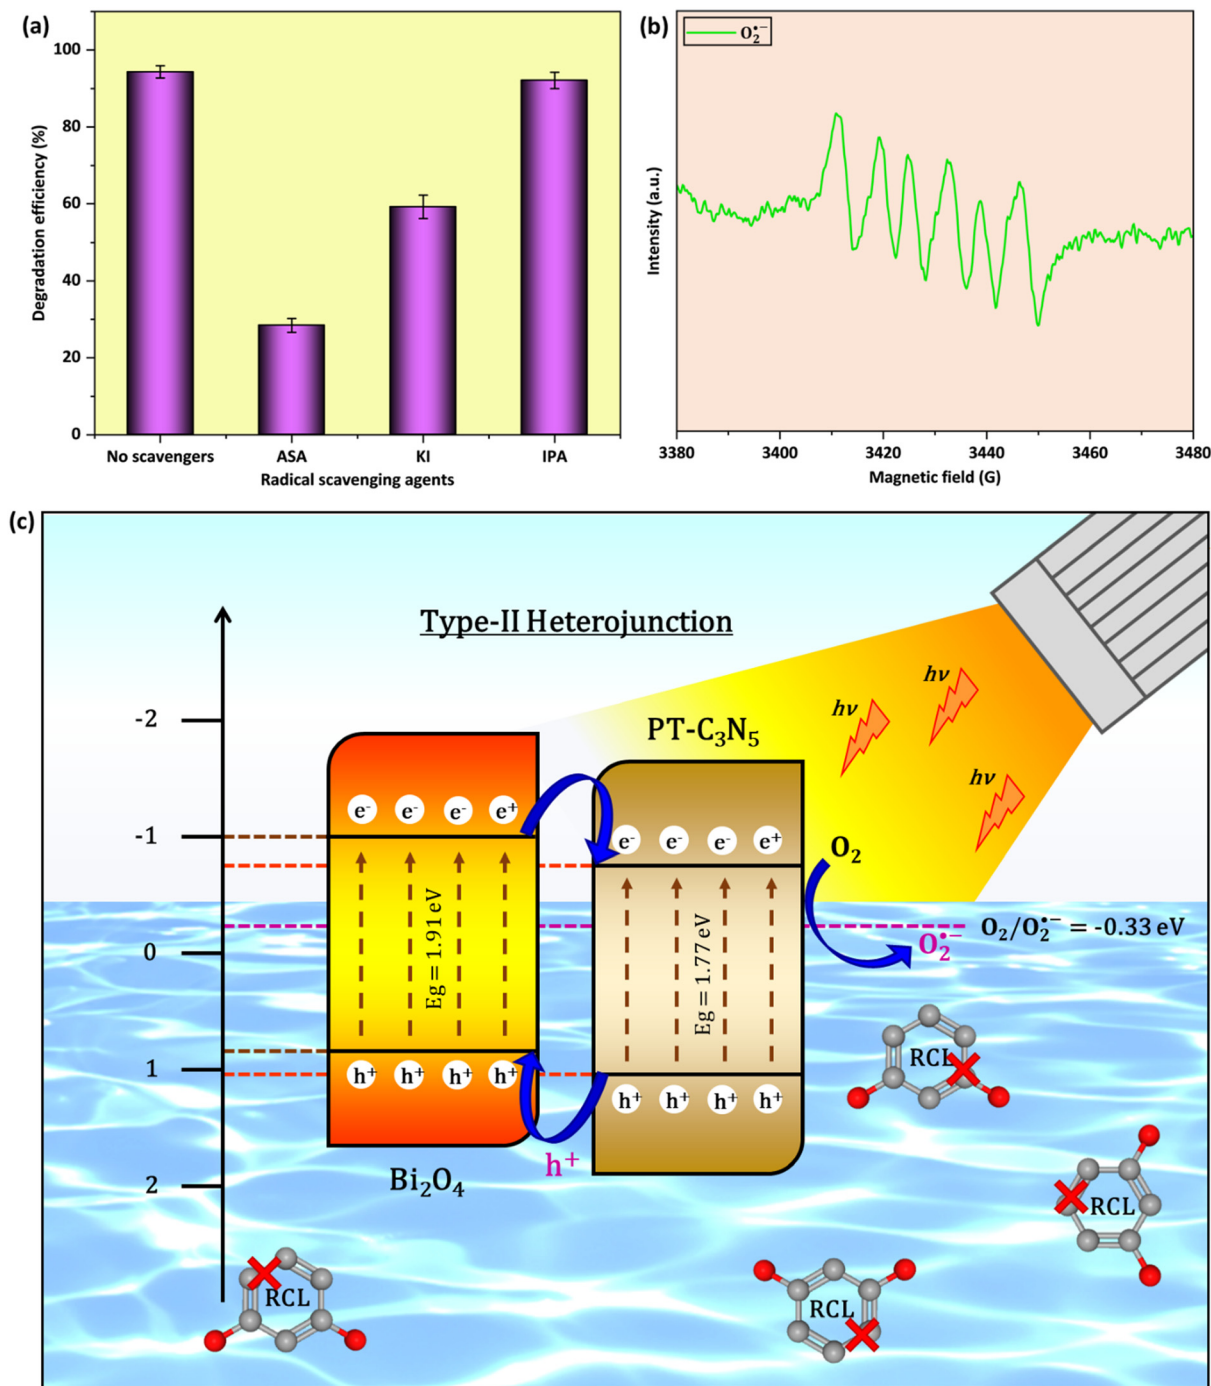 (a)
100
80
60
40
20
0
Degradation efficiency (%)
No scavengers ASA KI IPA
Radical scavenging agents
(b)
O₂•⁻
Intensity (a.u.)
3380 3400 3420 3440 3460 3480
Magnetic field (G)
(c)
Type-II Heterojunction
hν
hν
hν
-2
-1
0
1
2
PT-C₃N₅
e⁻ e⁻ e⁻ e⁺
e⁻ e⁻ e⁻ e⁺
Eg = 1.91 eV
Eg = 1.77 eV
O₂
O₂•⁻
O₂/O₂•⁻ = -0.33 eV
h⁺ h⁺ h⁺ h⁺
h⁺ h⁺ h⁺ h⁺
h⁺
Bi₂O₄
RCL
RCL
RCL
RCL